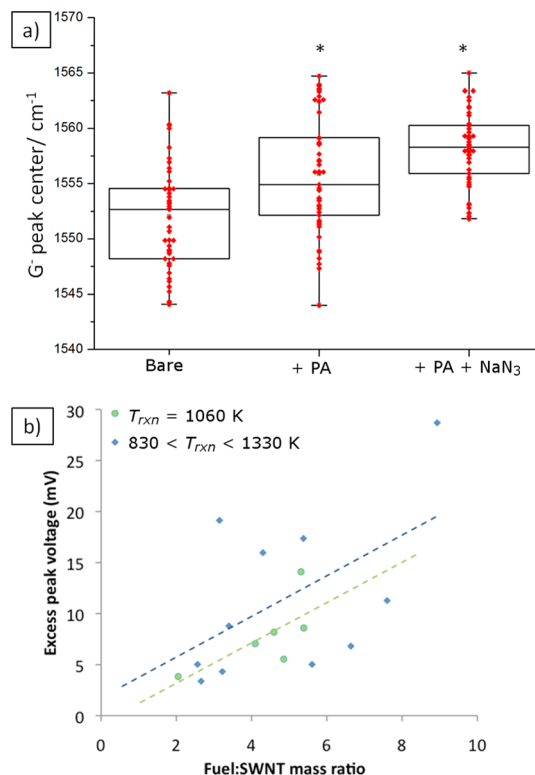 a)
G⁻ peak center/ cm⁻¹
1570
1565
1560
1555
1550
1545
1540
* *
Bare + PA + PA + NaN₃
b)
Excess peak voltage (mV)
30
25
20
15
10
5
0
T_rxn = 1060 K
830 < T_rxn < 1330 K
0 2 4 6 8 10
Fuel:SWNT mass ratio